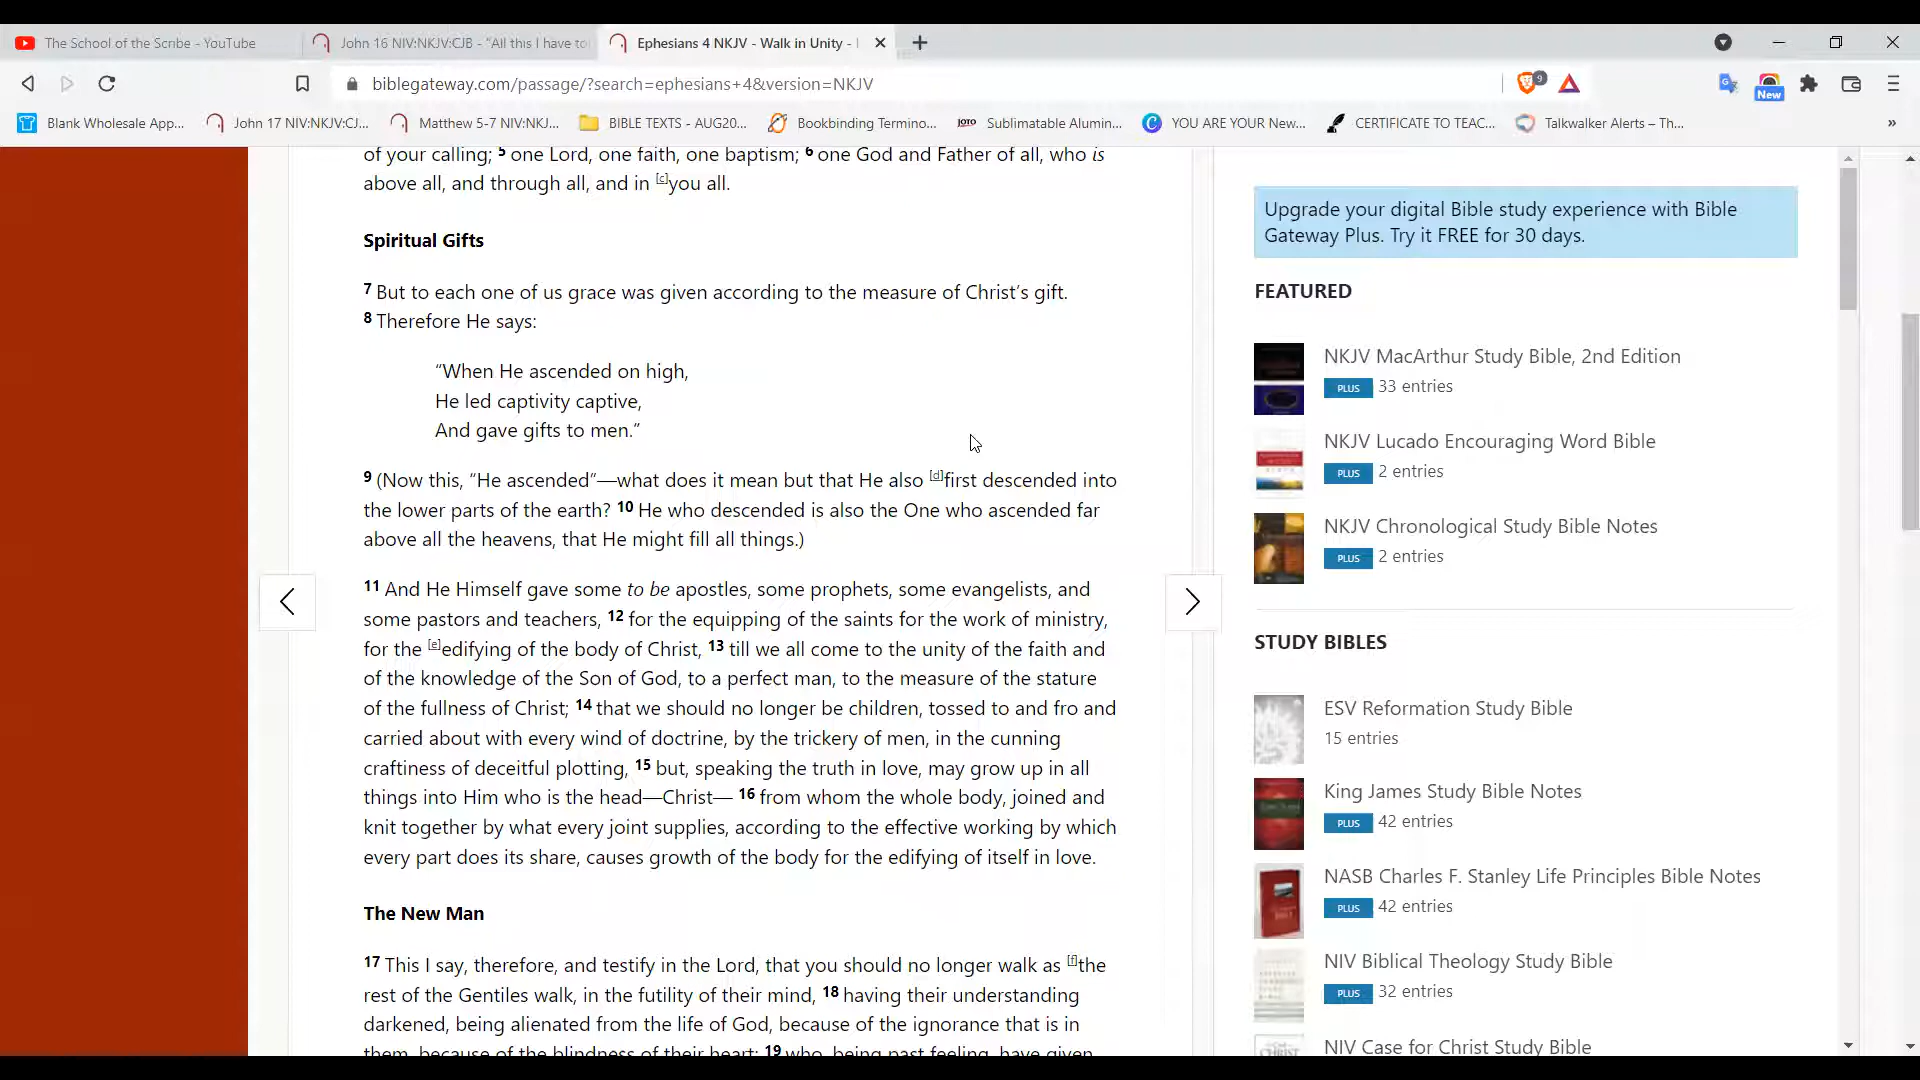 The School of the Scribe - YouTube
John 16 NIV;NKJV;CJB - "All this I have to
Ephesians 4 NKJV - Walk in Unity -
biblegateway.com/passage/?search=ephesians+4&version=NKJV
9
New
Blank Wholesale App...
John 17 NIV;NKJV;CJ...
Matthew 5-7 NIV;NKJ...
BIBLE TEXTS - AUG20...
Bookbinding Termino...
JOTO
Sublimatable Alumin...
YOU ARE YOUR New...
CERTIFICATE TO TEAC...
Talkwalker Alerts – Th...
»
of your calling; 5 one Lord, one faith, one baptism; 6 one God and Father of all, who is
above all, and through all, and in [c]you all.
Spiritual Gifts
7 But to each one of us grace was given according to the measure of Christ’s gift.
8 Therefore He says:
“When He ascended on high,
He led captivity captive,
And gave gifts to men.”
9 (Now this, “He ascended”—what does it mean but that He also [d]first descended into
the lower parts of the earth? 10 He who descended is also the One who ascended far
above all the heavens, that He might fill all things.)
11 And He Himself gave some to be apostles, some prophets, some evangelists, and
some pastors and teachers, 12 for the equipping of the saints for the work of ministry,
for the [e]edifying of the body of Christ, 13 till we all come to the unity of the faith and
of the knowledge of the Son of God, to a perfect man, to the measure of the stature
of the fullness of Christ; 14 that we should no longer be children, tossed to and fro and
carried about with every wind of doctrine, by the trickery of men, in the cunning
craftiness of deceitful plotting, 15 but, speaking the truth in love, may grow up in all
things into Him who is the head—Christ— 16 from whom the whole body, joined and
knit together by what every joint supplies, according to the effective working by which
every part does its share, causes growth of the body for the edifying of itself in love.
The New Man
17 This I say, therefore, and testify in the Lord, that you should no longer walk as [f]the
rest of the Gentiles walk, in the futility of their mind, 18 having their understanding
darkened, being alienated from the life of God, because of the ignorance that is in
them, because of the blindness of their heart; 19 who, being past feeling, have given
Upgrade your digital Bible study experience with Bible
Gateway Plus. Try it FREE for 30 days.
FEATURED
NKJV MacArthur Study Bible, 2nd Edition
PLUS 33 entries
NKJV Lucado Encouraging Word Bible
PLUS 2 entries
NKJV Chronological Study Bible Notes
PLUS 2 entries
STUDY BIBLES
ESV Reformation Study Bible
15 entries
King James Study Bible Notes
PLUS 42 entries
NASB Charles F. Stanley Life Principles Bible Notes
PLUS 42 entries
NIV Biblical Theology Study Bible
PLUS 32 entries
NIV Case for Christ Study Bible